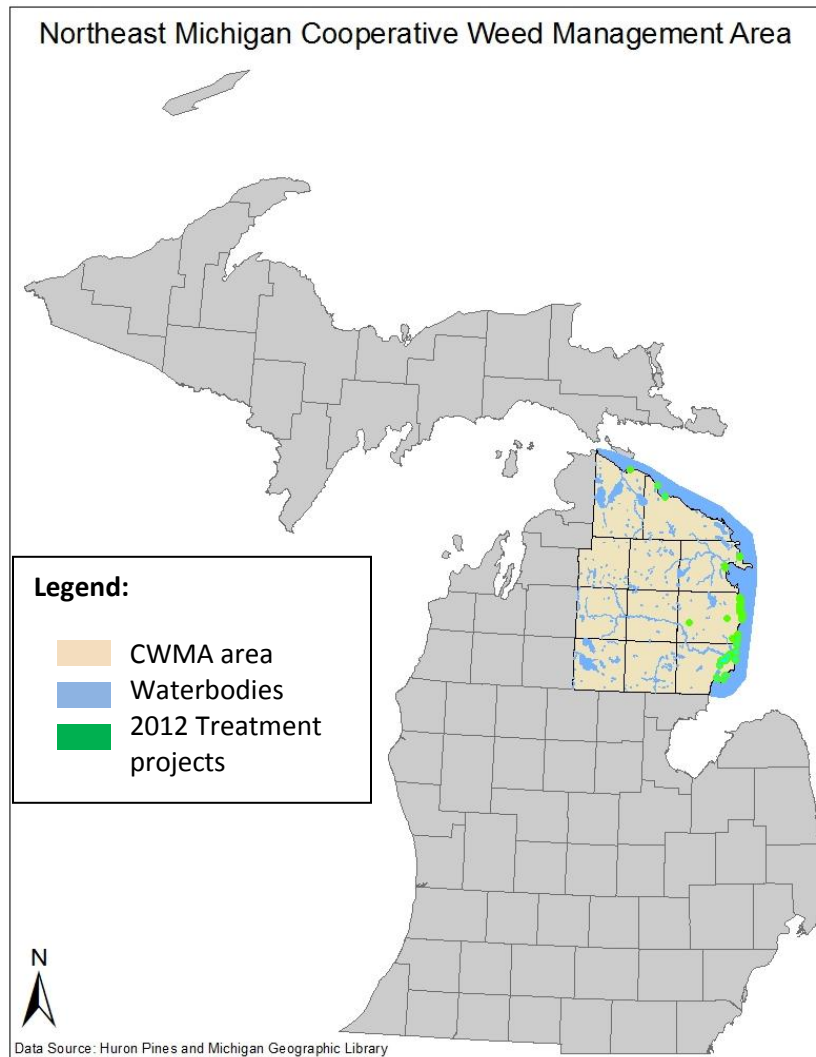 Northeast Michigan Cooperative Weed Management Area
Legend:
CWMA area
Waterbodies
2012 Treatment
projects
N
Data Source: Huron Pines and Michigan Geographic Library